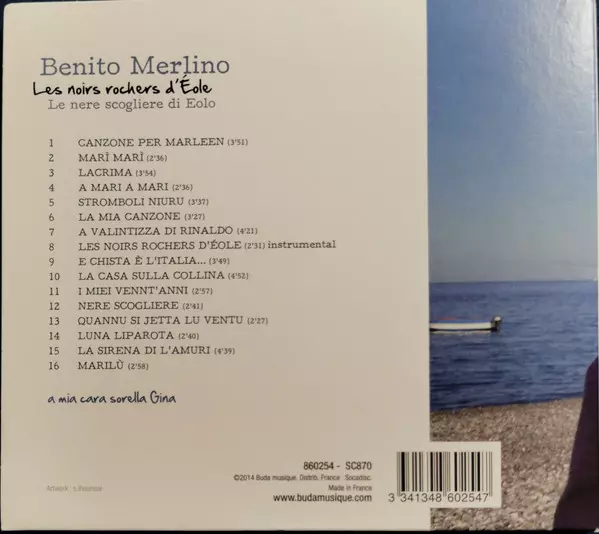 Benito Merlino
Les noirs rochers d'Éole
Le nere scogliere di Eolo
1 CANZONE PER MARLEEN (3'51)
2 MARÌ MARÌ (2'36)
3 LACRIMA (3'54)
4 A MARI A MARI (2'36)
5 STROMBOLI NIURU (3'37)
6 LA MIA CANZONE (3'27)
7 A VALINTIZZA DI RINALDO (4'21)
8 LES NOIRS ROCHERS D'ÉOLE (2'31) instrumental
9 E CHISTA È L'ITALIA... (3'49)
10 LA CASA SULLA COLLINA (4'52)
11 I MIEI VENNT'ANNI (2'57)
12 NERE SCOGLIERE (2'41)
13 QUANNU SI JETTA LU VENTU (2'27)
14 LUNA LIPAROTA (2'40)
15 LA SIRENA DI L'AMURI (4'39)
16 MARILÙ (2'58)
a mia cara sorella Gina
860254 - SC870
©2014 Buda musique. Distrib. France : Socadisc.
Made in France
www.budamusique.com
3 341348 602547
Artwork :